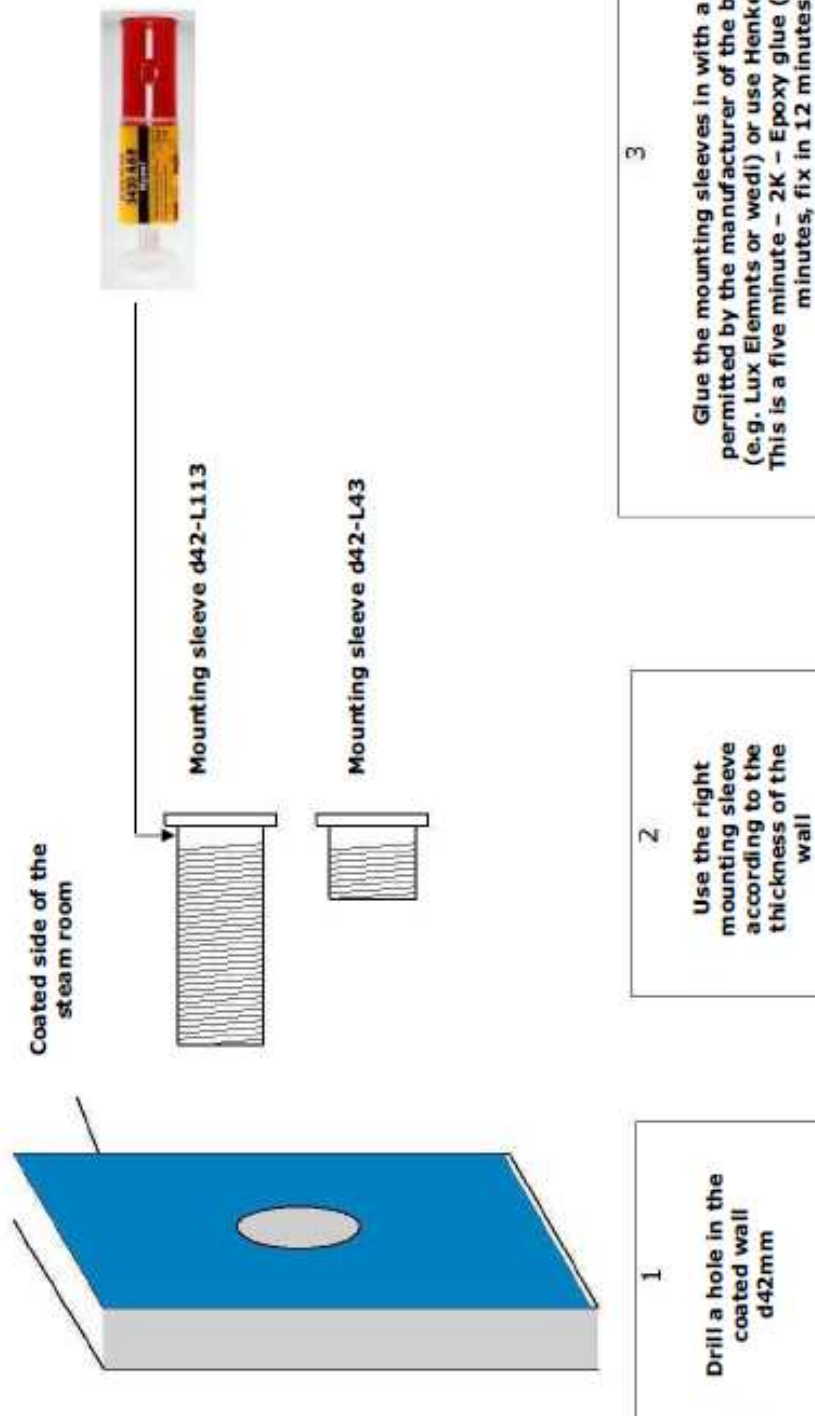 Coated side of the
steam room
Mounting sleeve d42-L113
Mounting sleeve d42-L43
1
Drill a hole in the
coated wall
d42mm
2
Use the right
mounting sleeve
according to the
thickness of the
wall
3
Glue the mounting sleeves in with a
permitted by the manufacturer of the b
(e.g. Lux Elemnts or wedi) or use Henke
This is a five minute – 2K – Epoxy glue (
minutes, fix in 12 minutes